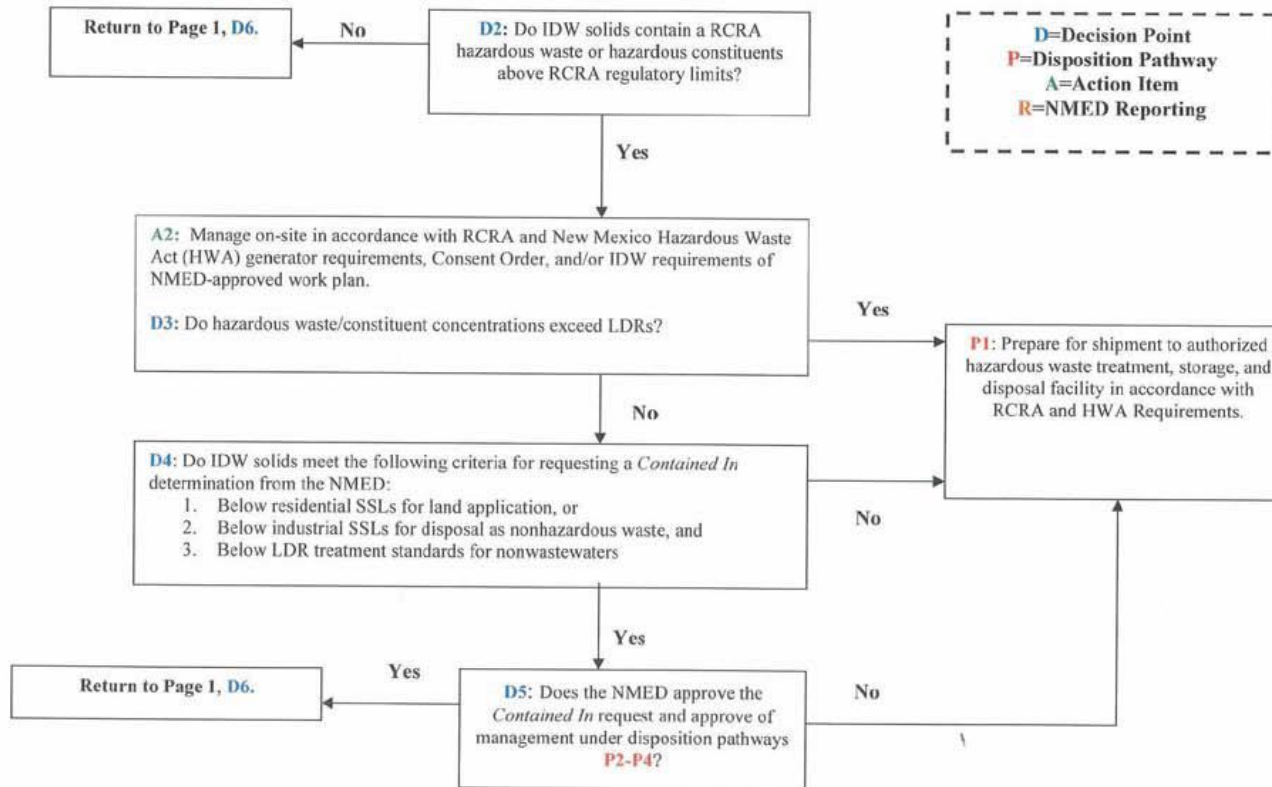 Return to Page 1, D6.
No
D2: Do IDW solids contain a RCRA
hazardous waste or hazardous constituents
above RCRA regulatory limits?
D=Decision Point
P=Disposition Pathway
A=Action Item
R=NMED Reporting
Yes
A2: Manage on-site in accordance with RCRA and New Mexico Hazardous Waste
Act (HWA) generator requirements, Consent Order, and/or IDW requirements of
NMED-approved work plan.
D3: Do hazardous waste/constituent concentrations exceed LDRs?
Yes
P1: Prepare for shipment to authorized
hazardous waste treatment, storage, and
disposal facility in accordance with
RCRA and HWA Requirements.
No
D4: Do IDW solids meet the following criteria for requesting a Contained In
determination from the NMED:
1. Below residential SSLs for land application, or
2. Below industrial SSLs for disposal as nonhazardous waste, and
3. Below LDR treatment standards for nonwastewaters
No
Yes
Return to Page 1, D6.
Yes
D5: Does the NMED approve the
Contained In request and approve of
management under disposition pathways
P2-P4?
No